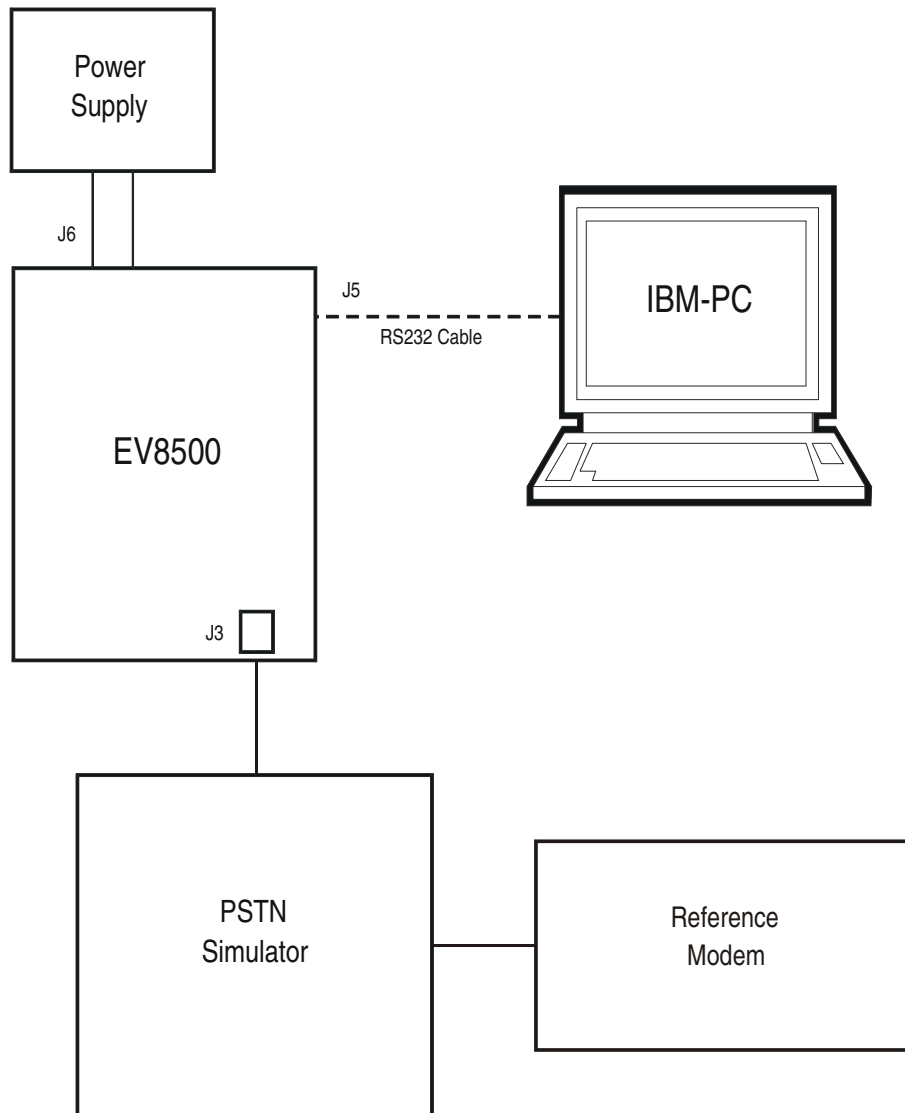 Power
Supply
J6
J5
RS232 Cable
IBM-PC
EV8500
J3
PSTN
Simulator
Reference
Modem